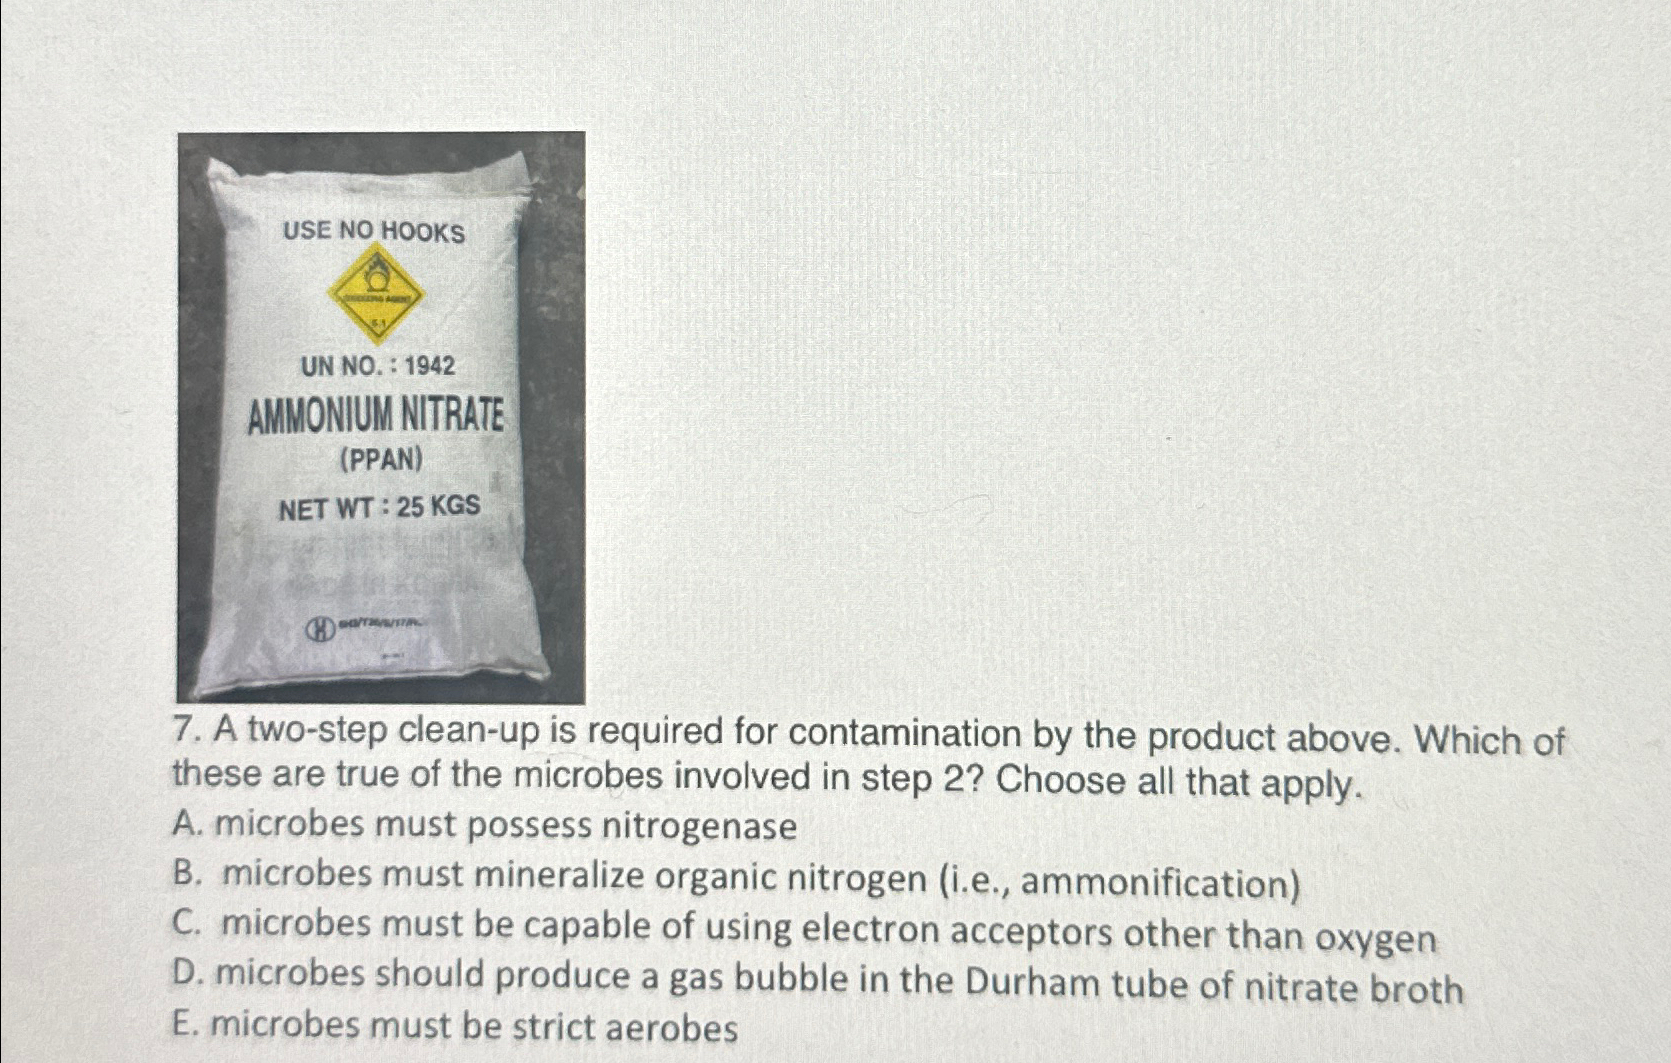 USE NO HOOKS
5.1
UN NO. : 1942
AMMONIUM NITRATE
(PPAN)
NET WT : 25 KGS
7. A two-step clean-up is required for contamination by the product above. Which of
these are true of the microbes involved in step 2? Choose all that apply.
A. microbes must possess nitrogenase
B. microbes must mineralize organic nitrogen (i.e., ammonification)
C. microbes must be capable of using electron acceptors other than oxygen
D. microbes should produce a gas bubble in the Durham tube of nitrate broth
E. microbes must be strict aerobes